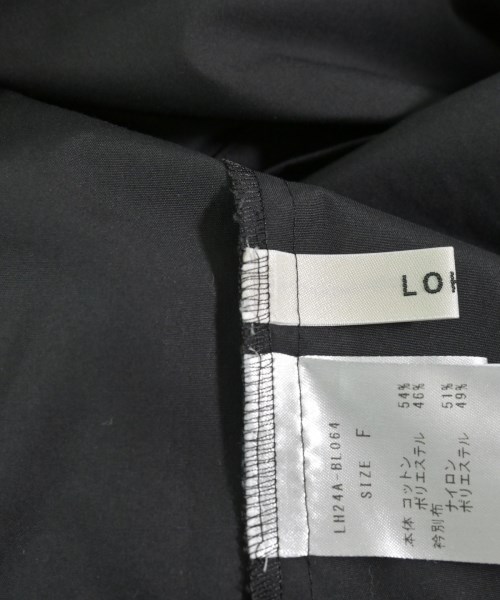 LO
LH24A-BL064
SIZE F
本体 コットン 54%
ポリエステル 46%
衿別布
ナイロン 51%
ポリエステル 49%